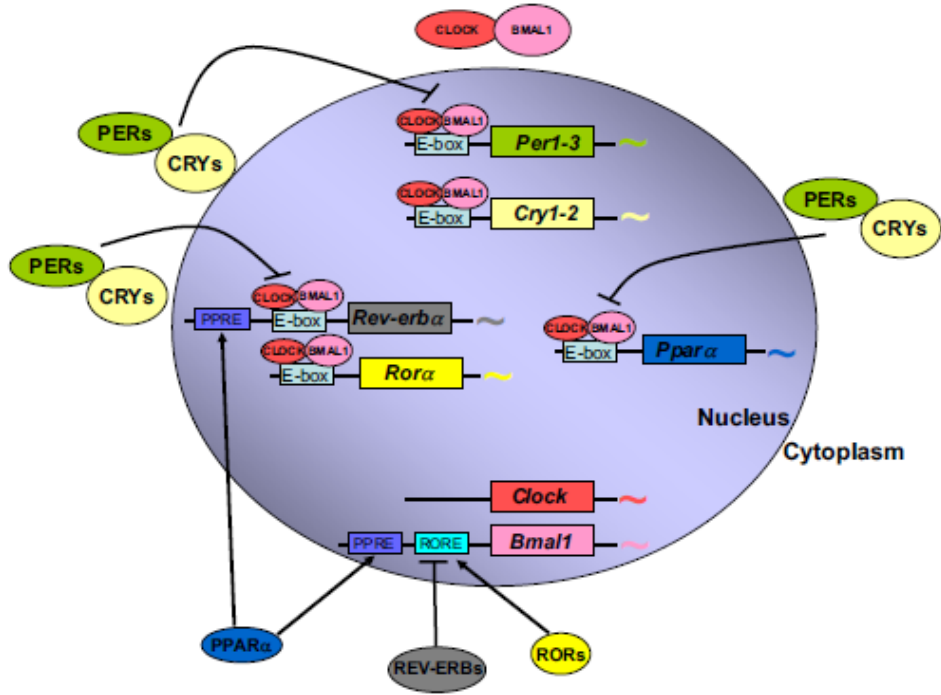 CLOCK BMAL1
PERs
CRYs
CLOCK BMAL1
E-box Per1-3
CLOCK BMAL1
E-box Cry1-2
PERs
CRYs
PERs
CRYs
CLOCK BMAL1
PPRE E-box Rev-erbα
CLOCK BMAL1
E-box Rorα
CLOCK BMAL1
E-box Pparα
Nucleus
Cytoplasm
Clock
PPRE RORE Bmal1
PPARα
REV-ERBs
RORs